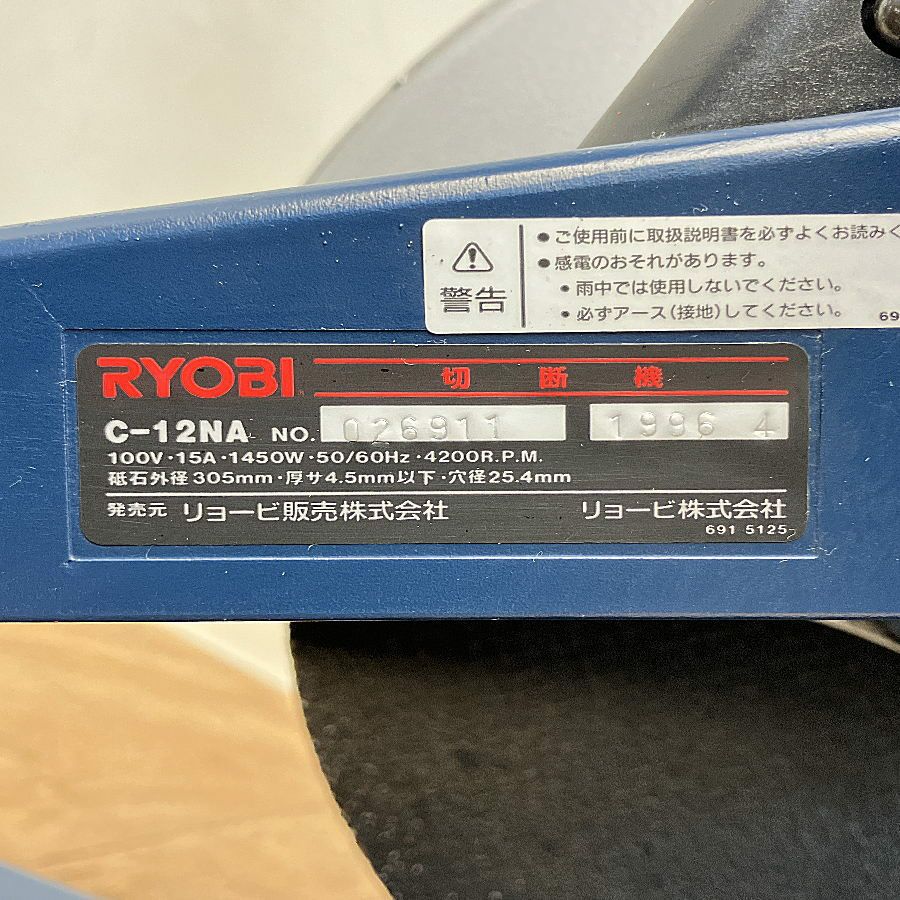 警告
●ご使用前に取扱説明書を必ずよくお読みく
●感電のおそれがあります。
・雨中では使用しないでください。
・必ずアース(接地)してください。
69
RYOBI 切断機
C-12NA NO. 026911 1996 4
100V・15A・1450W・50/60Hz・4200R.P.M.
砥石外径305mm・厚サ4.5mm以下・穴径25.4mm
発売元 リョービ販売株式会社 リョービ株式会社
691 5125